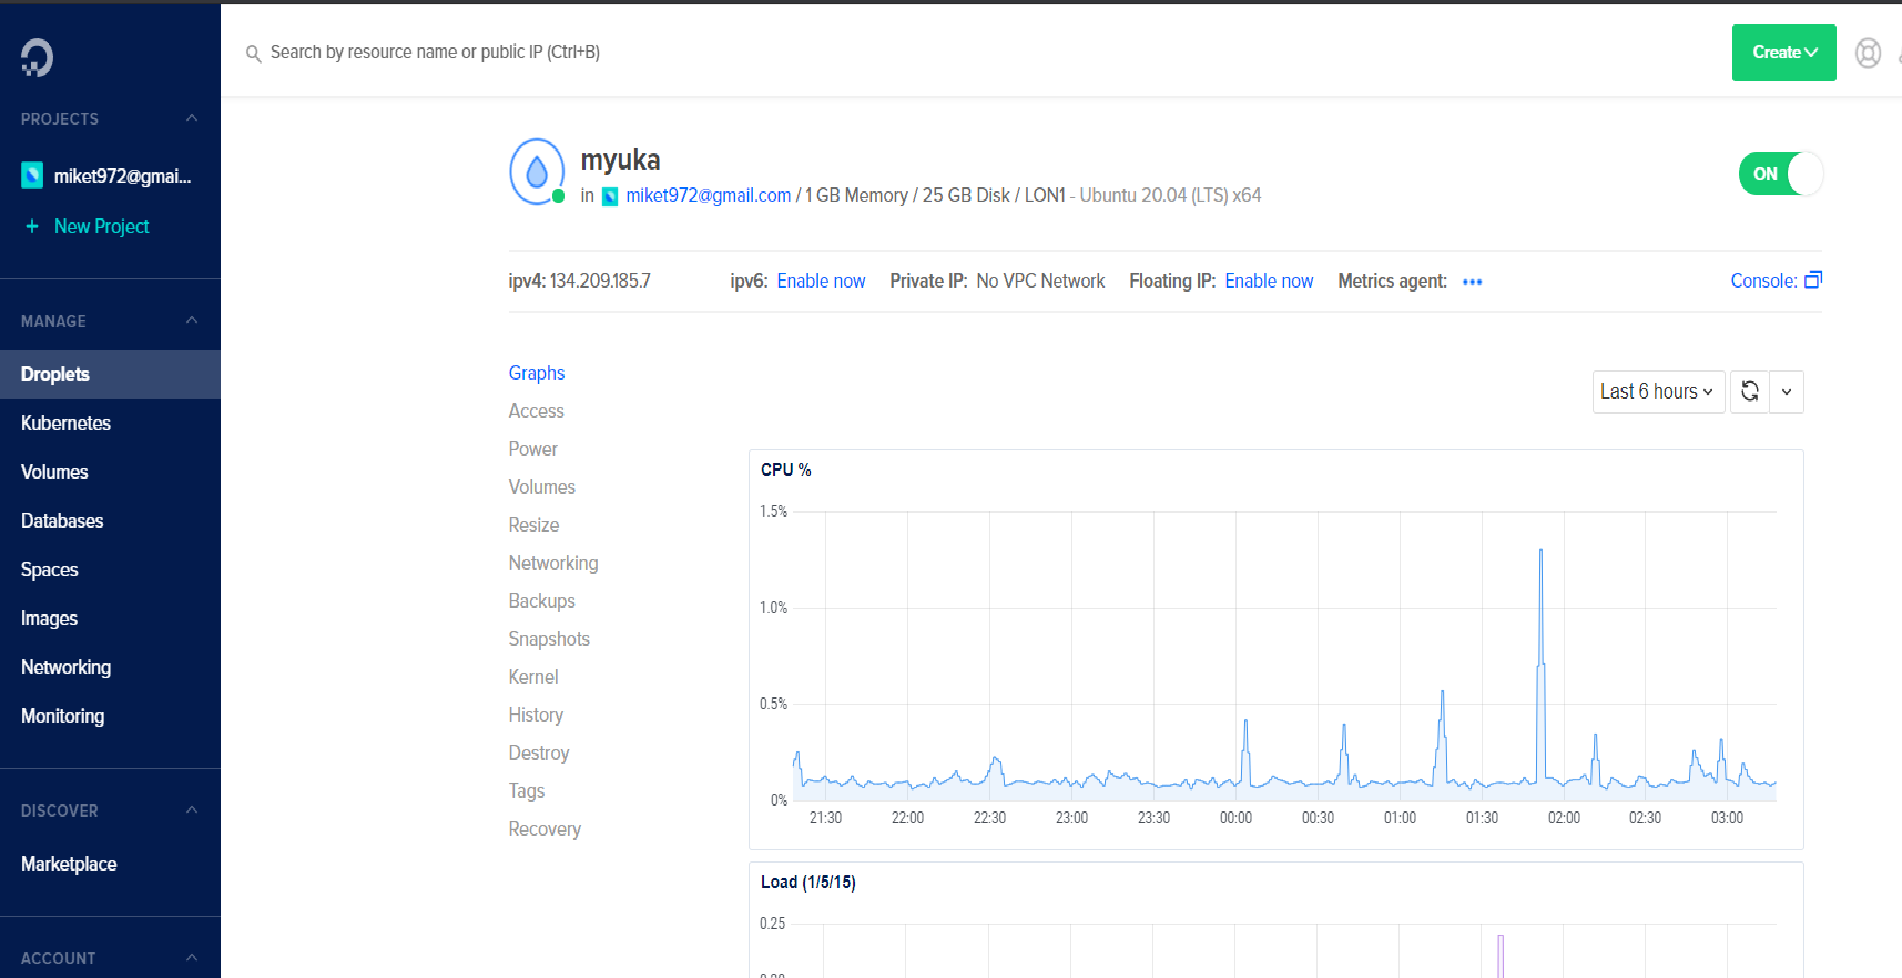 Search by resource name or public IP (Ctrl+B)
Create
PROJECTS
miket972@gmai...
+ New Project
MANAGE
Droplets
Kubernetes
Volumes
Databases
Spaces
Images
Networking
Monitoring
DISCOVER
Marketplace
ACCOUNT
myuka
in miket972@gmail.com / 1 GB Memory / 25 GB Disk / LON1 - Ubuntu 20.04 (LTS) x64
ON
ipv4: 134.209.185.7 ipv6: Enable now Private IP: No VPC Network Floating IP: Enable now Metrics agent: ••• Console:
Graphs
Access
Power
Volumes
Resize
Networking
Backups
Snapshots
Kernel
History
Destroy
Tags
Recovery
Last 6 hours
CPU %
1.5%
1.0%
0.5%
0%
21:30 22:00 22:30 23:00 23:30 00:00 00:30 01:00 01:30 02:00 02:30 03:00
Load (1/5/15)
0.25